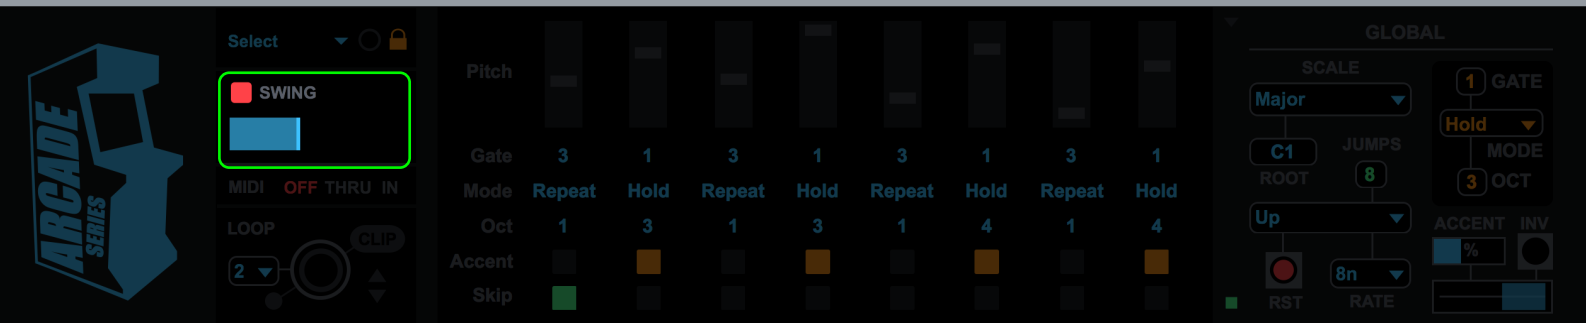 ARCADE
SERIES
Select
SWING
MIDI OFF THRU IN
LOOP
CLIP
2
Pitch
Gate 3 1 3 1 3 1 3 1
Mode Repeat Hold Repeat Hold Repeat Hold Repeat Hold
Oct 1 3 1 3 1 4 1 4
Accent
Skip
GLOBAL
SCALE
Major
C1
ROOT
JUMPS
8
Up
RST
8n
RATE
1 GATE
Hold
MODE
3 OCT
ACCENT INV
%